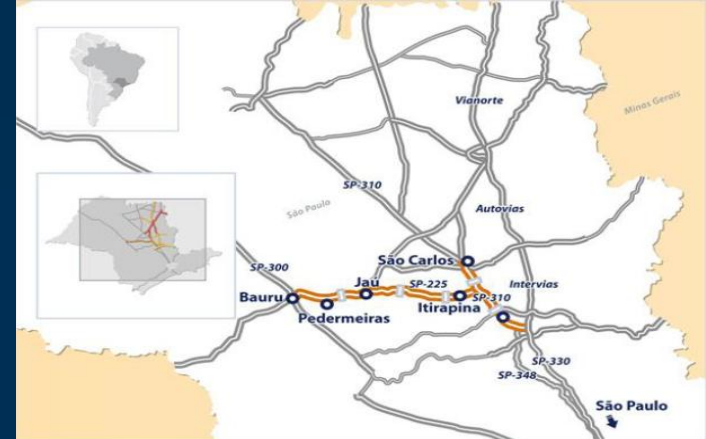 Vianorte
Minas Gerais
SP-310
São Paulo
Autovias
São Carlos
SP-300
Jaú
SP-225
Intervias
Bauru
SP-310
Itirapina
Pedermeiras
SP-330
SP-348
São Paulo